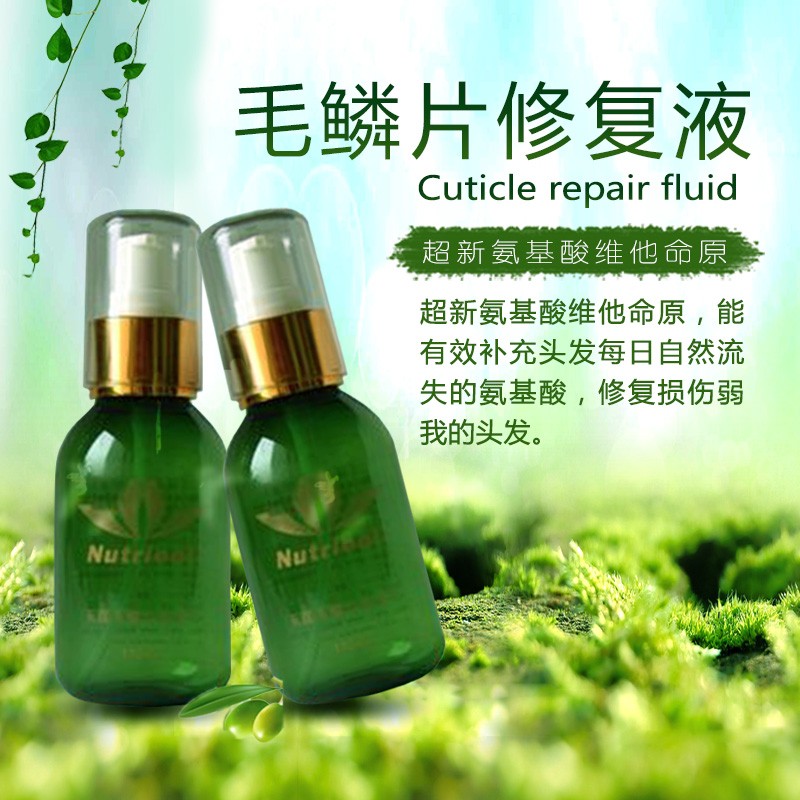 毛鳞片修复液
Cuticle repair fluid
超新氨基酸维他命原
超新氨基酸维他命原，能
有效补充头发每日自然流
失的氨基酸，修复损伤弱
我的头发。